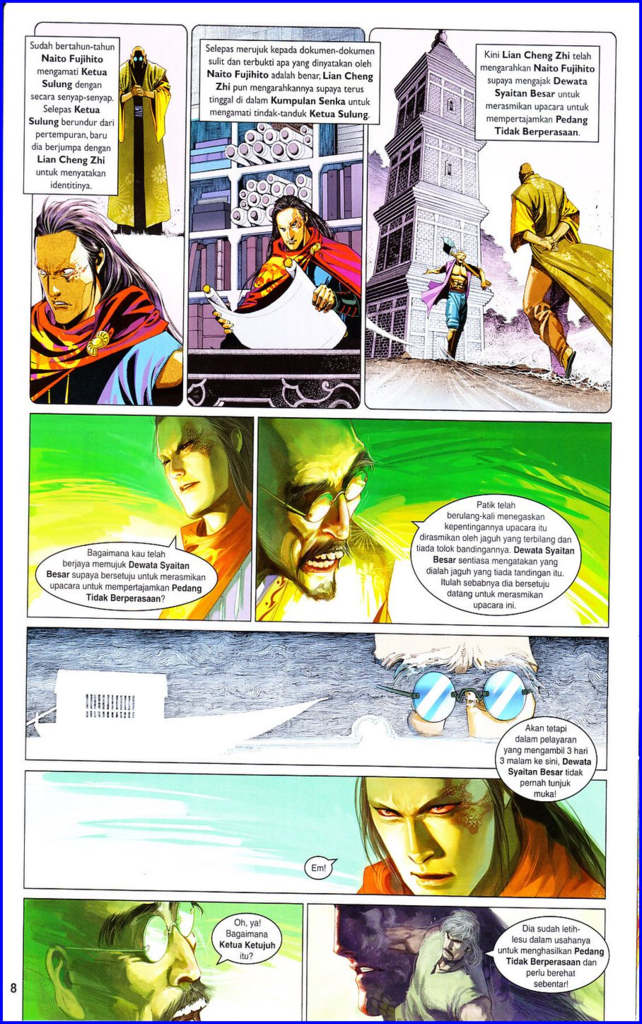 Sudah bertahun-tahun
Naito Fujihito
mengamati Ketua
Sulung dengan
secara senyap-senyap.
Selepas Ketua
Sulung berundur dari
pertempuran, baru
dia berjumpa dengan
Lian Cheng Zhi
untuk menyatakan
identitinya.
Selepas merujuk kepada dokumen-dokumen
sulit dan terbukti apa yang dinyatakan oleh
Naito Fujihito adalah benar, Lian Cheng
Zhi pun mengarahkannya supaya terus
tinggal di dalam Kumpulan Senka untuk
mengamati tindak-tanduk Ketua Sulung.
Kini Lian Cheng Zhi telah
mengarahkan Naito Fujihito
supaya mengajak Dewata
Syaitan Besar untuk
merasmikan upacara untuk
mempertajamkan Pedang
Tidak Berperasaan.
Bagaimana kau telah
berjaya memujuk Dewata Syaitan
Besar supaya bersetuju untuk merasmikan
upacara untuk mempertajamkan Pedang
Tidak Berperasaan?
Patik telah
berulang-kali menegaskan
kepentingannya upacara itu
dirasmikan oleh jaguh yang terbilang dan
tiada tolok bandingannya. Dewata Syaitan
Besar sentiasa mengatakan yang
dialah jaguh yang tiada tandingan itu.
Itulah sebabnya dia bersetuju
datang untuk merasmikan
upacara ini.
Akan tetapi
dalam pelayaran
yang mengambil 3 hari
3 malam ke sini, Dewata
Syaitan Besar tidak
pernah tunjuk
muka!
Em!
Oh, ya!
Bagaimana
Ketua Ketujuh
itu?
Dia sudah letih-
lesu dalam usahanya
untuk menghasilkan Pedang
Tidak Berperasaan dan
perlu berehat
sebentar!
8